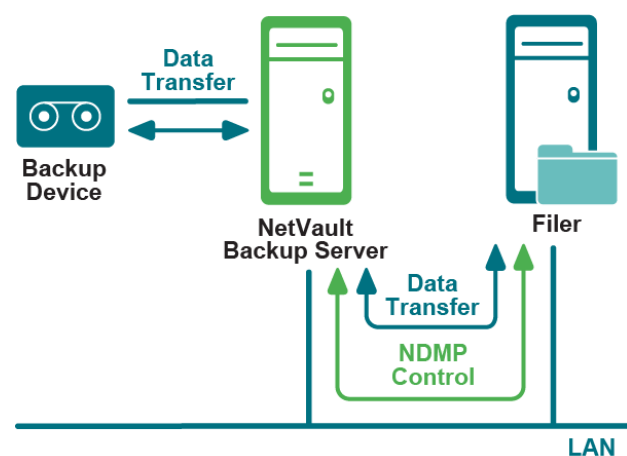 Data
Transfer
Backup
Device
NetVault
Backup Server
Filer
Data
Transfer
NDMP
Control
LAN